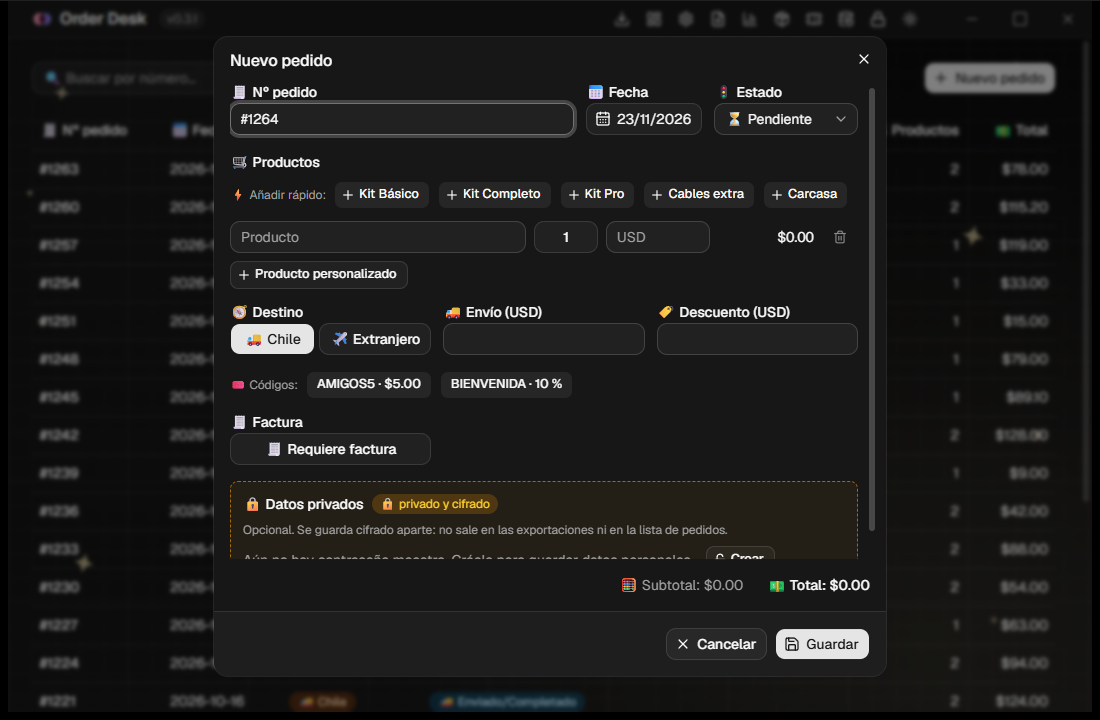 Order Desk v0.3.1
Buscar por número...
+ Nuevo pedido
Nº pedido
Productos
Total
Nuevo pedido
Nº pedido
Fecha
Estado
#1264
23/11/2026
Pendiente
Productos
Añadir rápido:
+ Kit Básico
+ Kit Completo
+ Kit Pro
+ Cables extra
+ Carcasa
Producto
1
USD
$0.00
+ Producto personalizado
Destino
Envío (USD)
Descuento (USD)
Chile
Extranjero
Códigos:
AMIGOS5 · $5.00
BIENVENIDA · 10 %
Factura
Requiere factura
Datos privados
privado y cifrado
Opcional. Se guarda cifrado aparte: no sale en las exportaciones ni en la lista de pedidos.
Crear
Subtotal: $0.00
Total: $0.00
Cancelar
Guardar
#1263
2
$78.00
#1260
2
$115.20
#1257
1
$119.00
#1254
1
$33.00
#1251
1
$15.00
#1248
1
$79.00
#1245
1
$89.10
#1242
2
#1239
1
$9.00
#1236
2
$42.00
#1233
2
$88.00
#1230
2
$54.00
#1227
1
$63.00
#1224
2
$94.00
#1221
2026-10-16
Chile
Enviado/Completado
2
$124.00